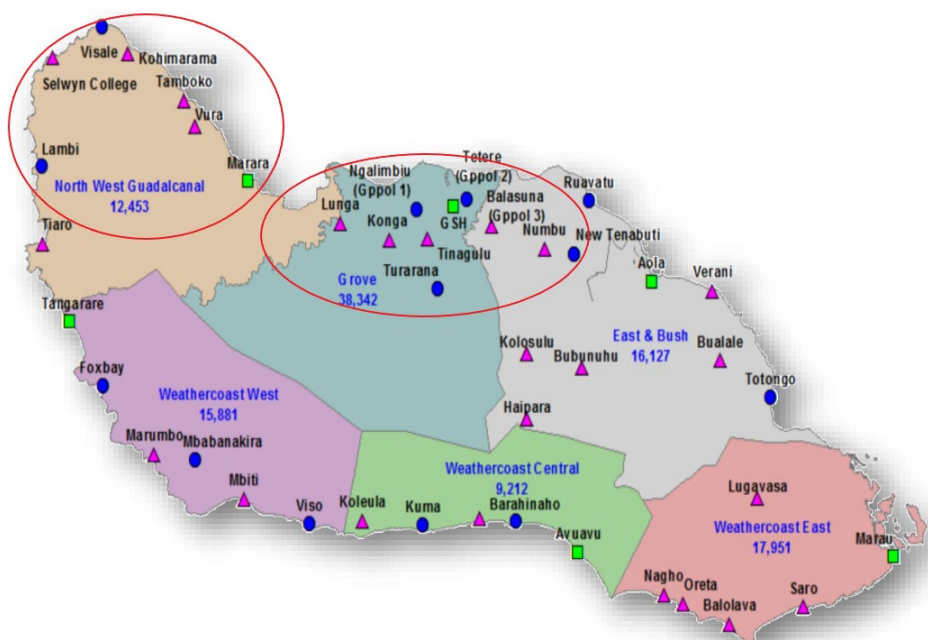 Visale
Kohimarama
Selwyn College
Tamboko
Vura
Lambi
Marara
North West Guadalcanal
12,453
Tiaro
Tangarare
Ngalimbiu
(Gppol 1)
Tetere
(Gppol 2)
Lunga
Konga
GSH
Balasuna
(Gppol 3)
Numbu
Tinagulu
Turarana
Grove
38,342
Ruavatu
New Tenabuti
Aola
Verani
Kolosulu
Bubunuhu
East & Bush
16,127
Bualale
Totongo
Haipara
Foxbay
Weathercoast West
15,881
Marumbo
Mbabanakira
Mbiti
Viso
Koleula
Weathercoast Central
9,212
Kuma
Barahinaho
Avuavu
Lugavasa
Weathercoast East
17,951
Marau
Nagho
Oreta
Balolava
Saro